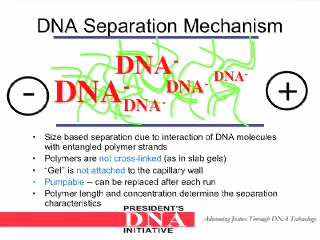 DNA Separation Mechanism
DNA-
DNA-
DNA-
DNA-
DNA-
- +
• Size based separation due to interaction of DNA molecules
with entangled polymer strands
• Polymers are not cross-linked (as in slab gels)
• "Gel" is not attached to the capillary wall
• Pumpable -- can be replaced after each run
• Polymer length and concentration determine the separation
characteristics
PRESIDENT'S
DNA
INITIATIVE
Advancing Justice Through DNA Technology